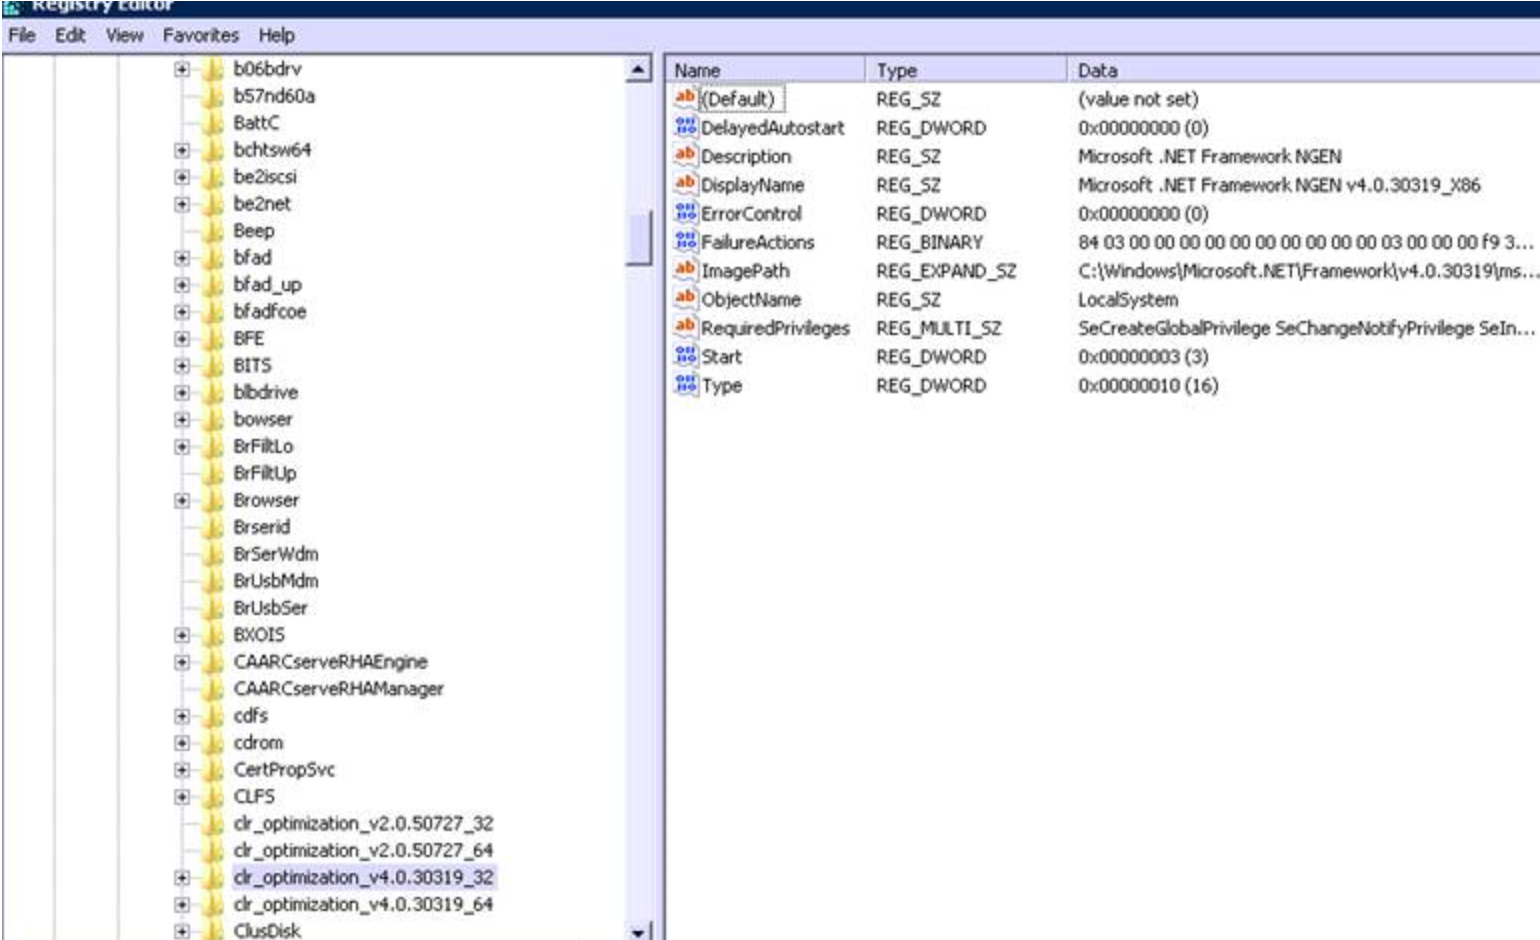 Registry Editor
File Edit View Favorites Help
b06bdrv
b57nd60a
BattC
bchtsw64
be2iscsi
be2net
Beep
bfad
bfad_up
bfadfcoe
BFE
BITS
blbdrive
bowser
BrFiltLo
BrFiltUp
Browser
Brserid
BrSerWdm
BrUsbMdm
BrUsbSer
BXOIS
CAARCserveRHAEngine
CAARCserveRHAManager
cdfs
cdrom
CertPropSvc
CLFS
clr_optimization_v2.0.50727_32
clr_optimization_v2.0.50727_64
clr_optimization_v4.0.30319_32
clr_optimization_v4.0.30319_64
ClusDisk
Name Type Data
(Default) REG_SZ (value not set)
DelayedAutostart REG_DWORD 0x00000000 (0)
Description REG_SZ Microsoft .NET Framework NGEN
DisplayName REG_SZ Microsoft .NET Framework NGEN v4.0.30319_X86
ErrorControl REG_DWORD 0x00000000 (0)
FailureActions REG_BINARY 84 03 00 00 00 00 00 00 00 00 00 00 03 00 00 00 f9 3...
ImagePath REG_EXPAND_SZ C:\Windows\Microsoft.NET\Framework\v4.0.30319\ms...
ObjectName REG_SZ LocalSystem
RequiredPrivileges REG_MULTI_SZ SeCreateGlobalPrivilege SeChangeNotifyPrivilege SeIn...
Start REG_DWORD 0x00000003 (3)
Type REG_DWORD 0x00000010 (16)